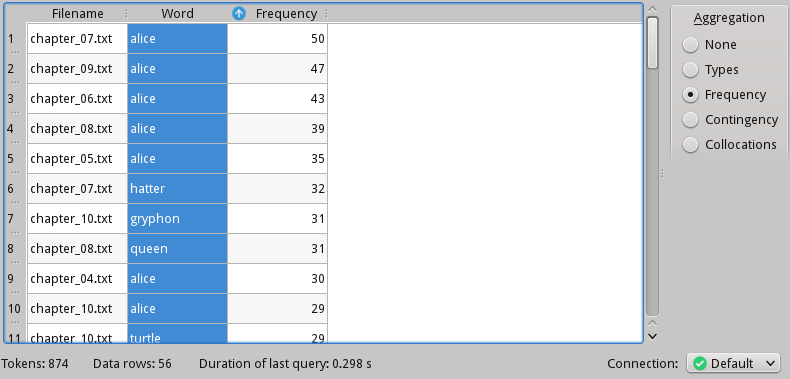 Filename Word Frequency
1 chapter_07.txt alice 50
2 chapter_09.txt alice 47
3 chapter_06.txt alice 43
4 chapter_08.txt alice 39
5 chapter_05.txt alice 35
6 chapter_07.txt hatter 32
7 chapter_10.txt gryphon 31
8 chapter_08.txt queen 31
9 chapter_04.txt alice 30
10 chapter_10.txt alice 29
11 chapter_10.txt turtle 29
Aggregation
None
Types
Frequency
Contingency
Collocations
Tokens: 874 Data rows: 56 Duration of last query: 0.298 s Connection: Default